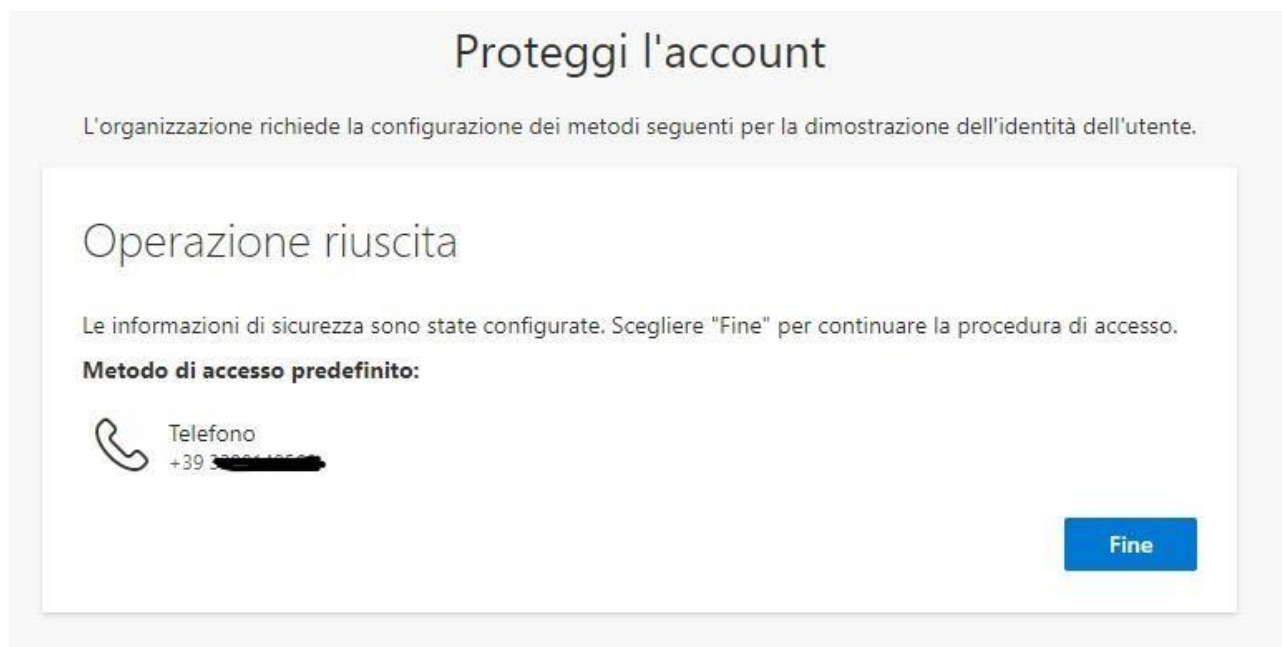 Proteggi l'account
L'organizzazione richiede la configurazione dei metodi seguenti per la dimostrazione dell'identità dell'utente.
Operazione riuscita
Le informazioni di sicurezza sono state configurate. Scegliere "Fine" per continuare la procedura di accesso.
Metodo di accesso predefinito:
Telefono
+39
Fine